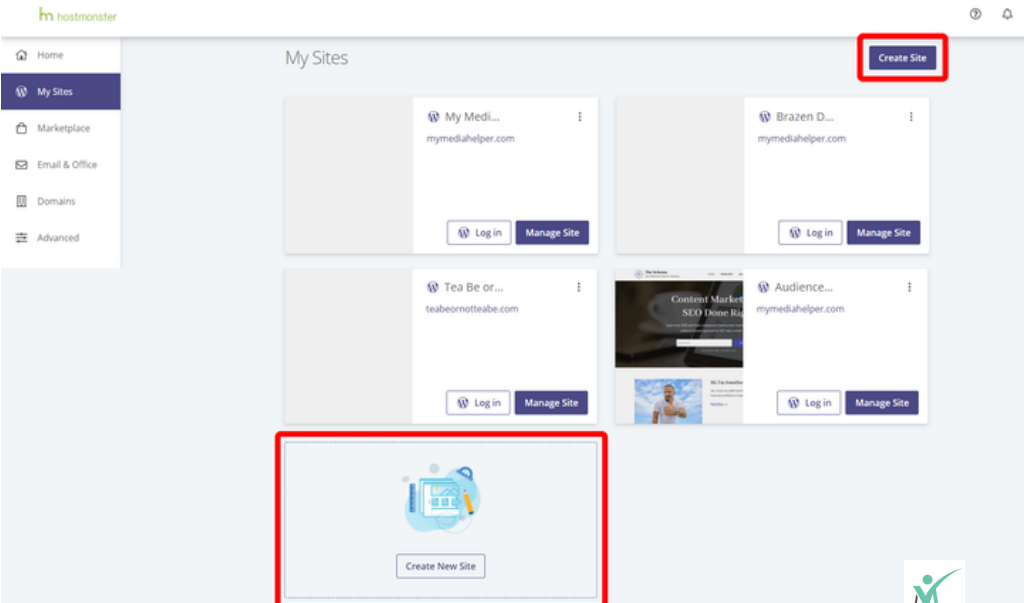 hm hostmonster
Home
My Sites
Marketplace
Email & Office
Domains
Advanced
My Sites
Create Site
My Medi...
mymediahelper.com
Log in
Manage Site
Brazen D...
mymediahelper.com
Log in
Manage Site
Tea Be or...
teabeornotteabe.com
Log in
Manage Site
Content Market
SEO Done Rig
Audience...
mymediahelper.com
Log in
Manage Site
Create New Site